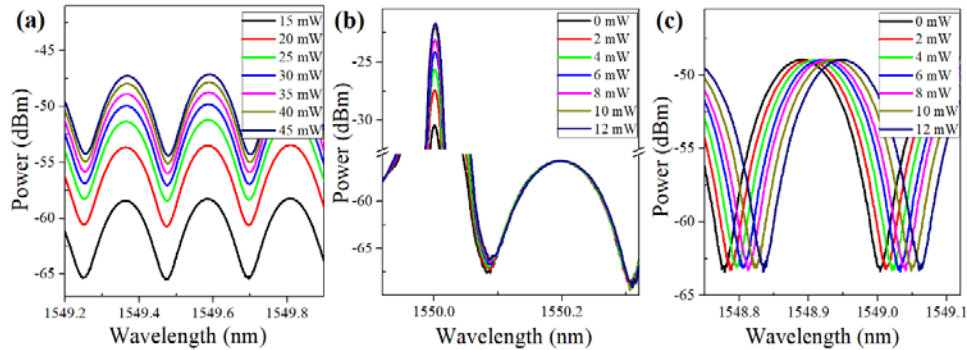 (a)
15 mW
20 mW
25 mW
30 mW
35 mW
40 mW
45 mW
-45
-50
-55
-60
-65
Power (dBm)
1549.2 1549.4 1549.6 1549.8
Wavelength (nm)
(b)
0 mW
2 mW
4 mW
6 mW
8 mW
10 mW
12 mW
-25
-30
-60
-65
Power (dBm)
1550.0 1550.2
Wavelength (nm)
(c)
0 mW
2 mW
4 mW
6 mW
8 mW
10 mW
12 mW
-45
-50
-55
-60
-65
Power (dBm)
1548.8 1548.9 1549.0 1549.1
Wavelength (nm)